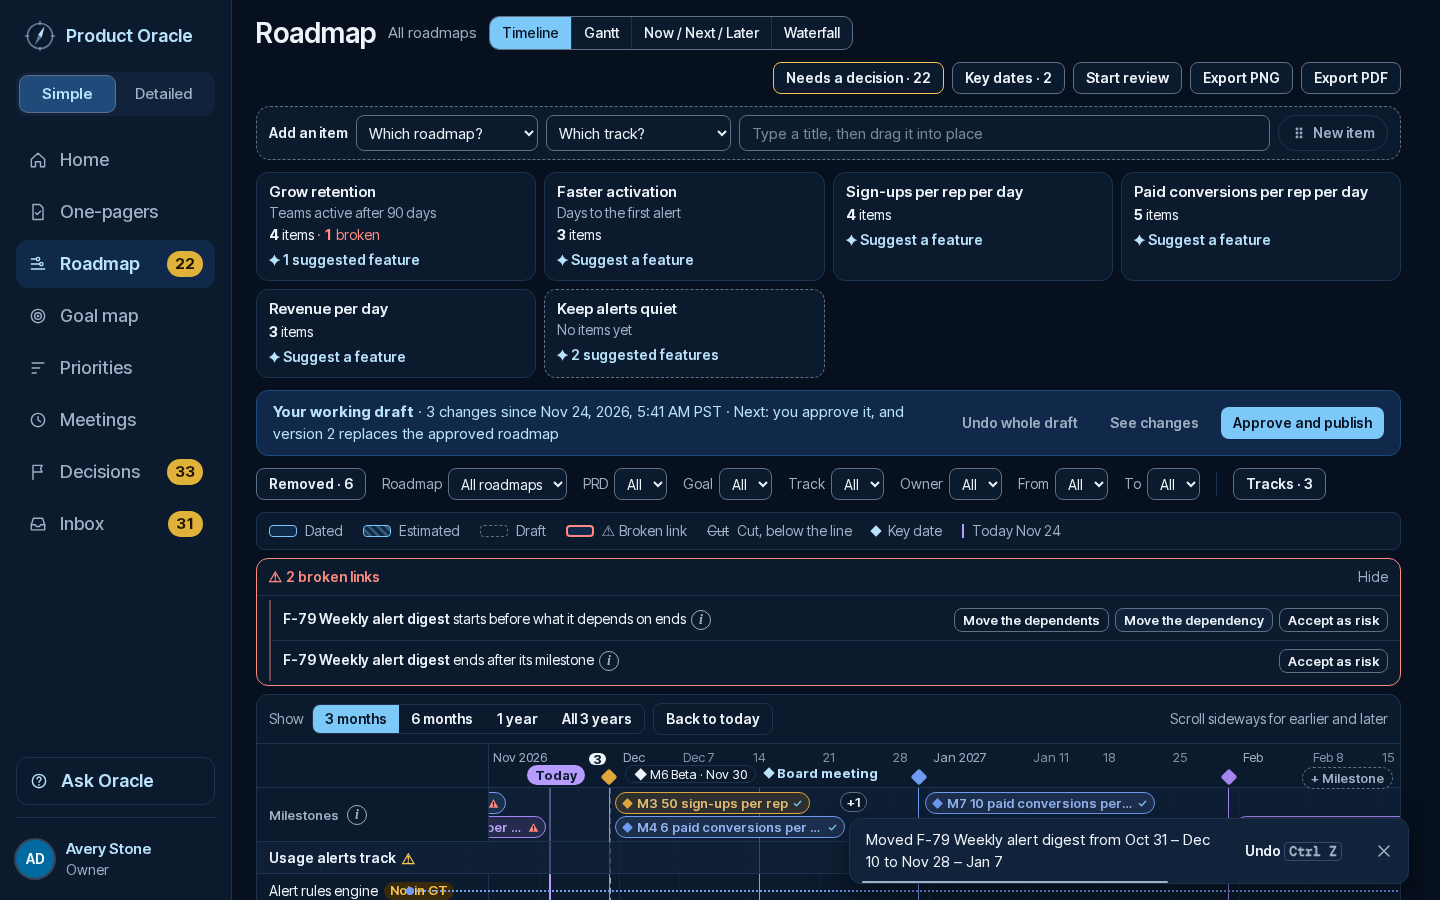 Product Oracle
Simple
Detailed
Home
One-pagers
Roadmap 22
Goal map
Priorities
Meetings
Decisions 33
Inbox 31
Ask Oracle
AD
Avery Stone
Owner
Roadmap All roadmaps Timeline Gantt Now / Next / Later Waterfall
Needs a decision · 22 Key dates · 2 Start review Export PNG Export PDF
Add an item Which roadmap? Which track? Type a title, then drag it into place New item
Grow retention
Teams active after 90 days
4 items · 1 broken
1 suggested feature
Faster activation
Days to the first alert
3 items
Suggest a feature
Sign-ups per rep per day
4 items
Suggest a feature
Paid conversions per rep per day
5 items
Suggest a feature
Revenue per day
3 items
Suggest a feature
Keep alerts quiet
No items yet
2 suggested features
Your working draft · 3 changes since Nov 24, 2026, 5:41 AM PST · Next: you approve it, and
version 2 replaces the approved roadmap
Undo whole draft See changes Approve and publish
Removed · 6 Roadmap All roadmaps PRD All Goal All Track All Owner All From All To All Tracks · 3
Dated Estimated Draft ⚠ Broken link Cut Cut, below the line Key date Today Nov 24
⚠ 2 broken links Hide
F-79 Weekly alert digest starts before what it depends on ends i Move the dependents Move the dependency Accept as risk
F-79 Weekly alert digest ends after its milestone i Accept as risk
Show 3 months 6 months 1 year All 3 years Back to today Scroll sideways for earlier and later
Nov 2026 3 Dec Dec 7 14 21 28 Jan 2027 Jan 11 18 25 Feb Feb 8 15
Today M6 Beta · Nov 30 Board meeting + Milestone
Milestones i
M3 50 sign-ups per rep ✓ +1 M7 10 paid conversions per... ✓
per ... ⚠ M4 6 paid conversions per ... ✓
Usage alerts track ⚠
Alert rules engine
Moved F-79 Weekly alert digest from Oct 31 – Dec
10 to Nov 28 – Jan 7
Undo Ctrl Z